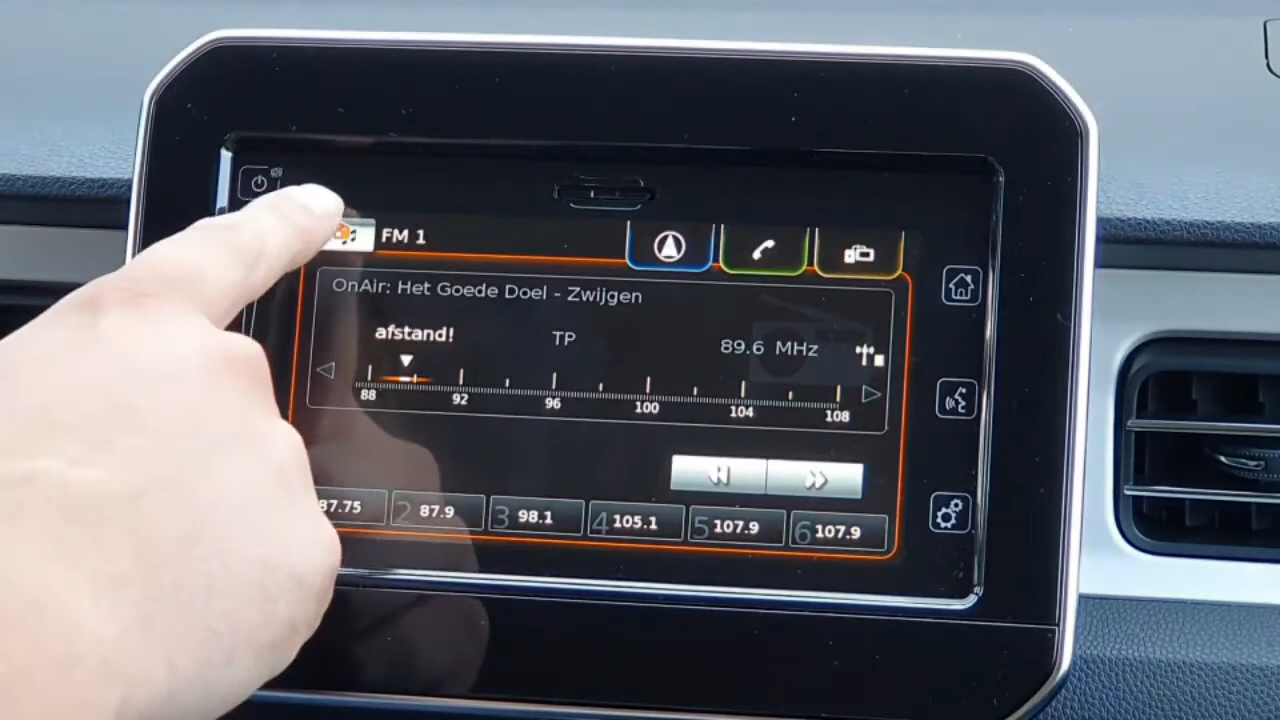 FM 1
OnAir: Het Goede Doel - Zwijgen
afstand! TP 89.6 MHz
88 92 96 100 104 108
87.75 2 87.9 3 98.1 4 105.1 5 107.9 6 107.9